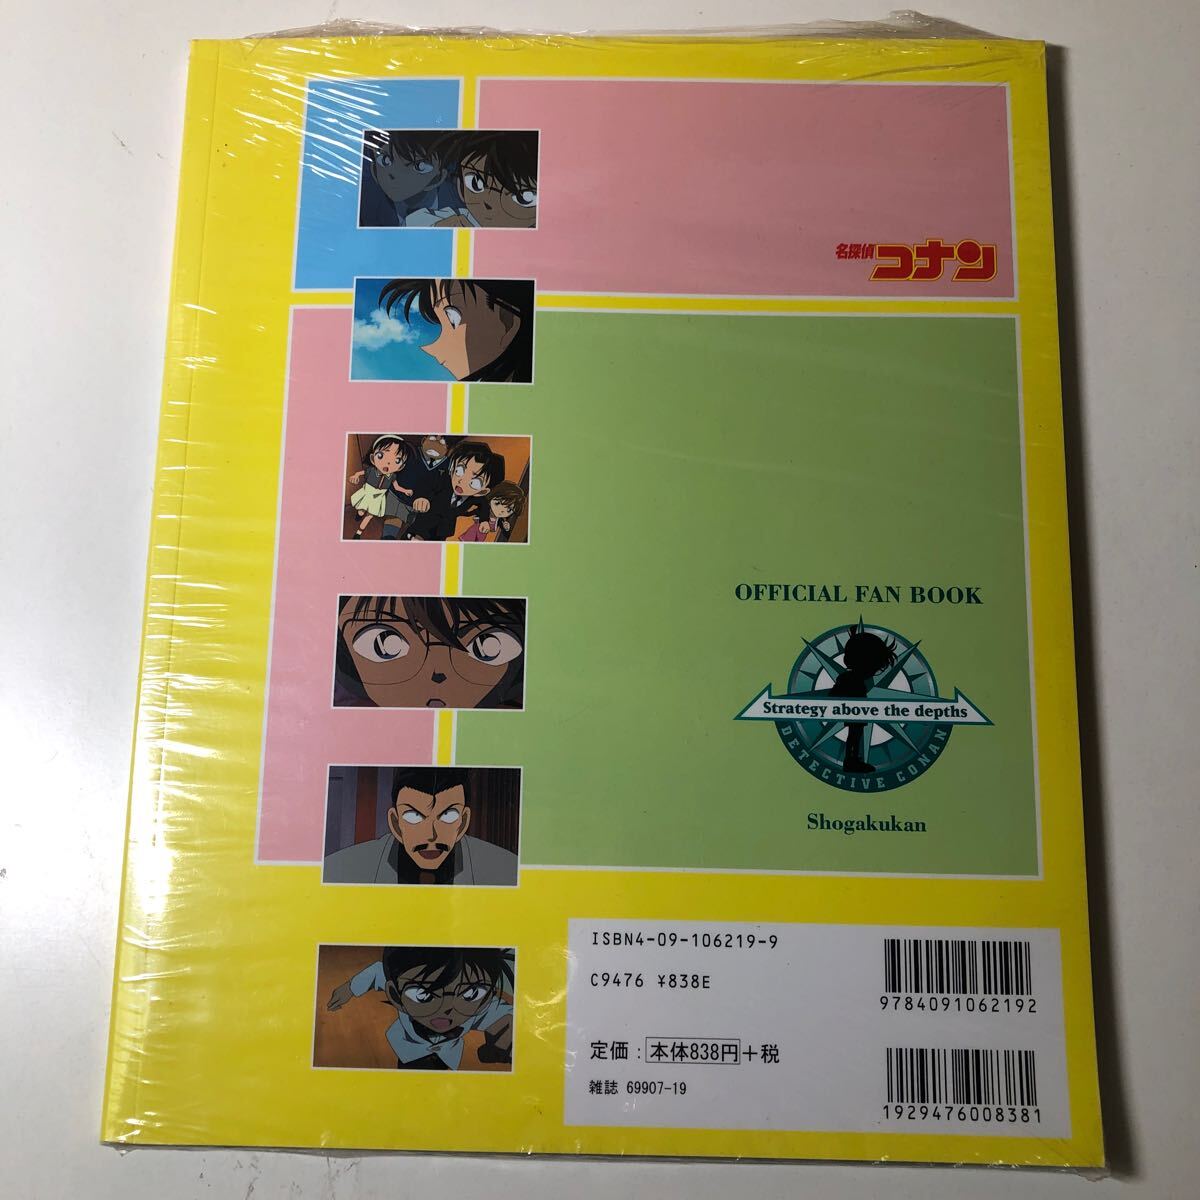 名探偵
コナン
OFFICIAL FAN BOOK
Strategy above the depths
DETECTIVE CONAN
Shogakukan
ISBN4-09-106219-9
C9476 ¥838E
9784091062192
定価：本体838円＋税
雑誌 69907-19
1929476008381